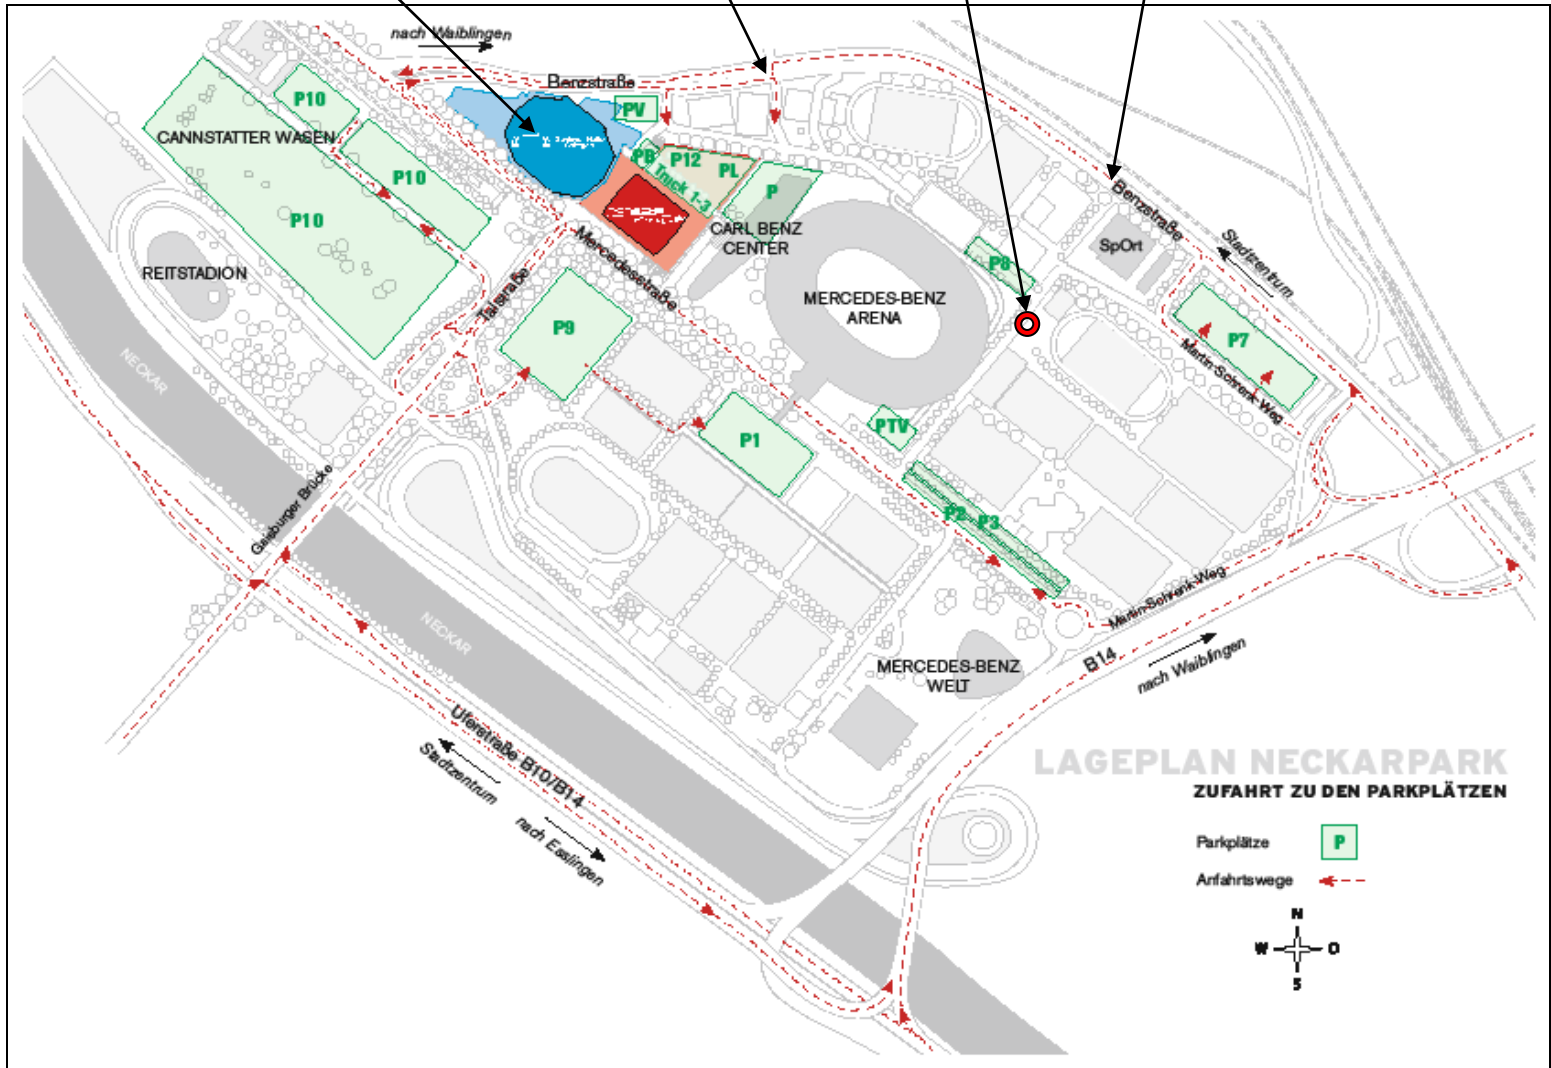 nach Waiblingen
Benzstraße
P10
PV
CANNSTATTER WASEN
PB
P12
PL
Truck 1-3
P10
P
P10
CARL BENZ
CENTER
Benzstraße
SpOrt
Stadtzentrum
REITSTADION
Mercedesstraße
P8
Talstraße
MERCEDES-BENZ
ARENA
P9
P7
Martin-Schrenk-Weg
NECKAR
PTV
P1
Gaisburger Brücke
P2
P3
Martin-Schrenk-Weg
NECKAR
B14
nach Waiblingen
MERCEDES-BENZ
WELT
Uferstraße B10/B14
Stadtzentrum
nach Esslingen
LAGEPLAN NECKARPARK
ZUFAHRT ZU DEN PARKPLÄTZEN
Parkplätze
P
Anfahrtswege
N
W
O
S